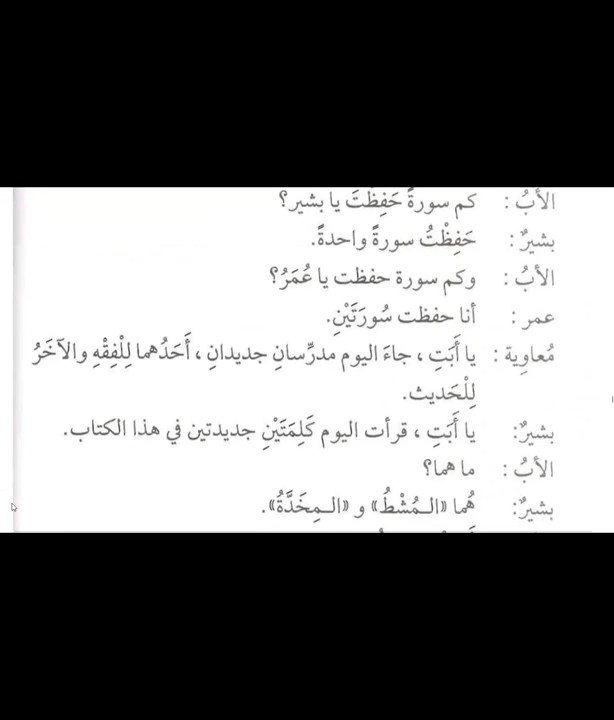 الأبُ : كم سورةً حَفِظْتَ يا بشير؟
بشيرٌ : حَفِظْتُ سورةً واحدةً.
الأبُ : وكم سورة حفظت يا عُمَرُ؟
عمر : أنا حفظت سُورَتَيْنِ.
مُعاوِية : يا أَبَتِ ، جاءَ اليوم مدرِّسانِ جديدانِ ، أَحَدُهما لِلْفِقْهِ والآخَرُ
لِلْحَديث.
بشيرٌ: يا أَبَتِ ، قرأت اليوم كَلِمَتَيْنِ جديدتين في هذا الكتاب.
الأبُ : ما هما؟
بشيرٌ: هُما «الـمُشْطُ» و «الـمِخَدَّةُ».